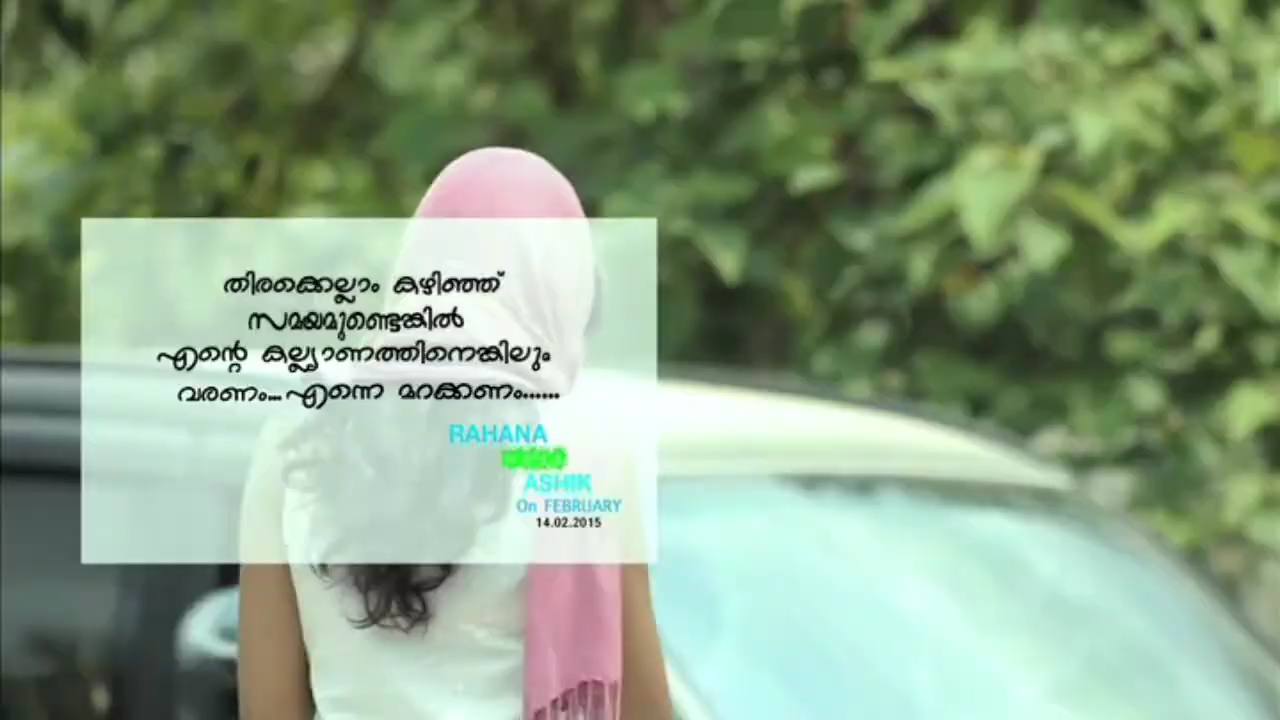 തിരക്കെല്ലാം കഴിഞ്ഞ്
സമയമുണ്ടെങ്കിൽ
എന്റെ കല്ല്യാണത്തിനെങ്കിലും
വരണം...എന്നെ മറക്കണം......
RAHANA
ASHIK
On FEBRUARY
14.02.2015